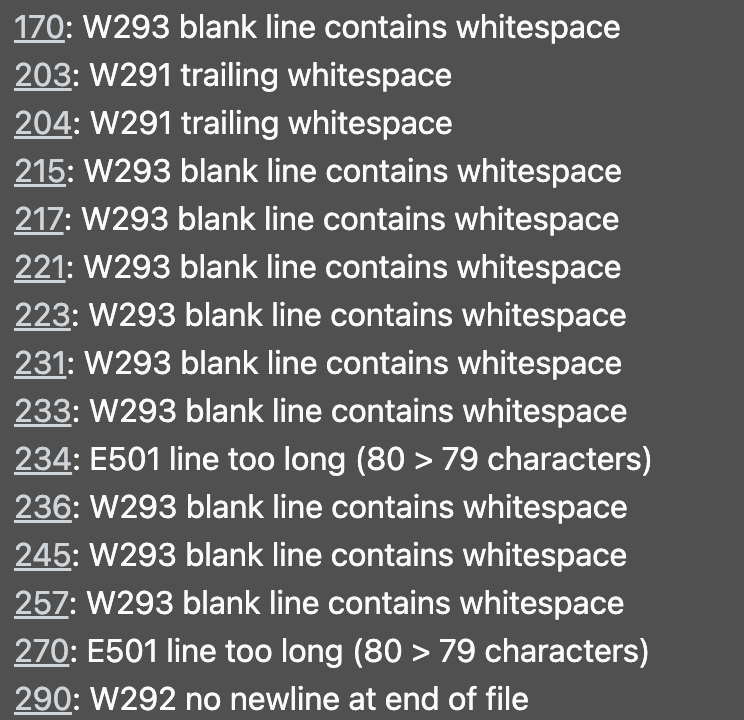 170: W293 blank line contains whitespace
203: W291 trailing whitespace
204: W291 trailing whitespace
215: W293 blank line contains whitespace
217: W293 blank line contains whitespace
221: W293 blank line contains whitespace
223: W293 blank line contains whitespace
231: W293 blank line contains whitespace
233: W293 blank line contains whitespace
234: E501 line too long (80 > 79 characters)
236: W293 blank line contains whitespace
245: W293 blank line contains whitespace
257: W293 blank line contains whitespace
270: E501 line too long (80 > 79 characters)
290: W292 no newline at end of file